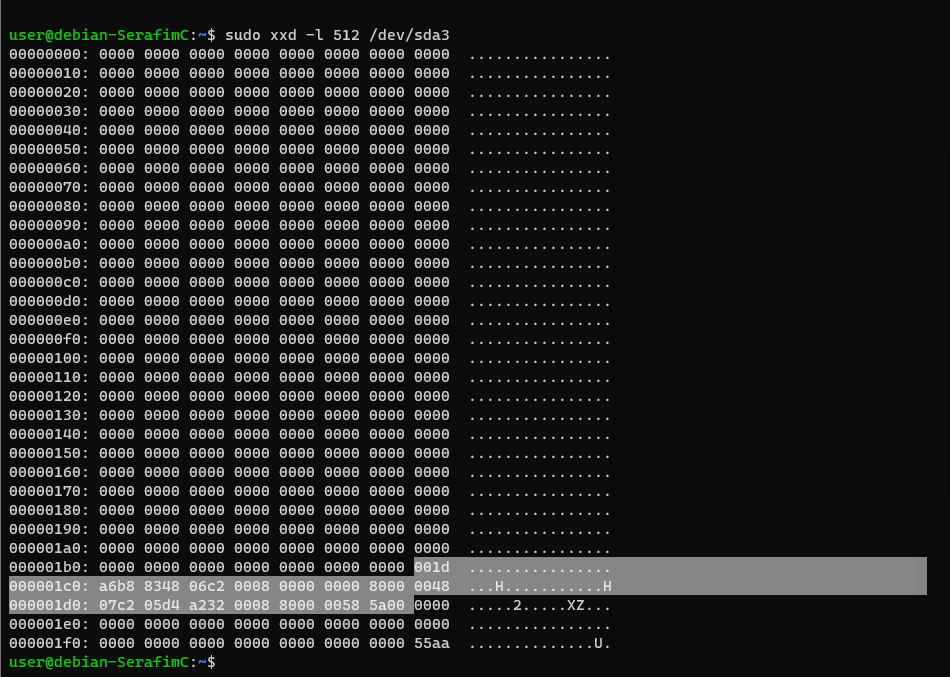 user@debian-SerafimC:~$ sudo xxd -l 512 /dev/sda3
00000000: 0000 0000 0000 0000 0000 0000 0000 0000  ................
00000010: 0000 0000 0000 0000 0000 0000 0000 0000  ................
00000020: 0000 0000 0000 0000 0000 0000 0000 0000  ................
00000030: 0000 0000 0000 0000 0000 0000 0000 0000  ................
00000040: 0000 0000 0000 0000 0000 0000 0000 0000  ................
00000050: 0000 0000 0000 0000 0000 0000 0000 0000  ................
00000060: 0000 0000 0000 0000 0000 0000 0000 0000  ................
00000070: 0000 0000 0000 0000 0000 0000 0000 0000  ................
00000080: 0000 0000 0000 0000 0000 0000 0000 0000  ................
00000090: 0000 0000 0000 0000 0000 0000 0000 0000  ................
000000a0: 0000 0000 0000 0000 0000 0000 0000 0000  ................
000000b0: 0000 0000 0000 0000 0000 0000 0000 0000  ................
000000c0: 0000 0000 0000 0000 0000 0000 0000 0000  ................
000000d0: 0000 0000 0000 0000 0000 0000 0000 0000  ................
000000e0: 0000 0000 0000 0000 0000 0000 0000 0000  ................
000000f0: 0000 0000 0000 0000 0000 0000 0000 0000  ................
00000100: 0000 0000 0000 0000 0000 0000 0000 0000  ................
00000110: 0000 0000 0000 0000 0000 0000 0000 0000  ................
00000120: 0000 0000 0000 0000 0000 0000 0000 0000  ................
00000130: 0000 0000 0000 0000 0000 0000 0000 0000  ................
00000140: 0000 0000 0000 0000 0000 0000 0000 0000  ................
00000150: 0000 0000 0000 0000 0000 0000 0000 0000  ................
00000160: 0000 0000 0000 0000 0000 0000 0000 0000  ................
00000170: 0000 0000 0000 0000 0000 0000 0000 0000  ................
00000180: 0000 0000 0000 0000 0000 0000 0000 0000  ................
00000190: 0000 0000 0000 0000 0000 0000 0000 0000  ................
000001a0: 0000 0000 0000 0000 0000 0000 0000 0000  ................
000001b0: 0000 0000 0000 0000 0000 0000 0000 001d  ................
000001c0: a6b8 8348 06c2 0008 0000 0000 8000 0048  ...H...........H
000001d0: 07c2 05d4 a232 0008 8000 0058 5a00 0000  .....2.....XZ...
000001e0: 0000 0000 0000 0000 0000 0000 0000 0000  ................
000001f0: 0000 0000 0000 0000 0000 0000 0000 55aa  ..............U.
user@debian-SerafimC:~$